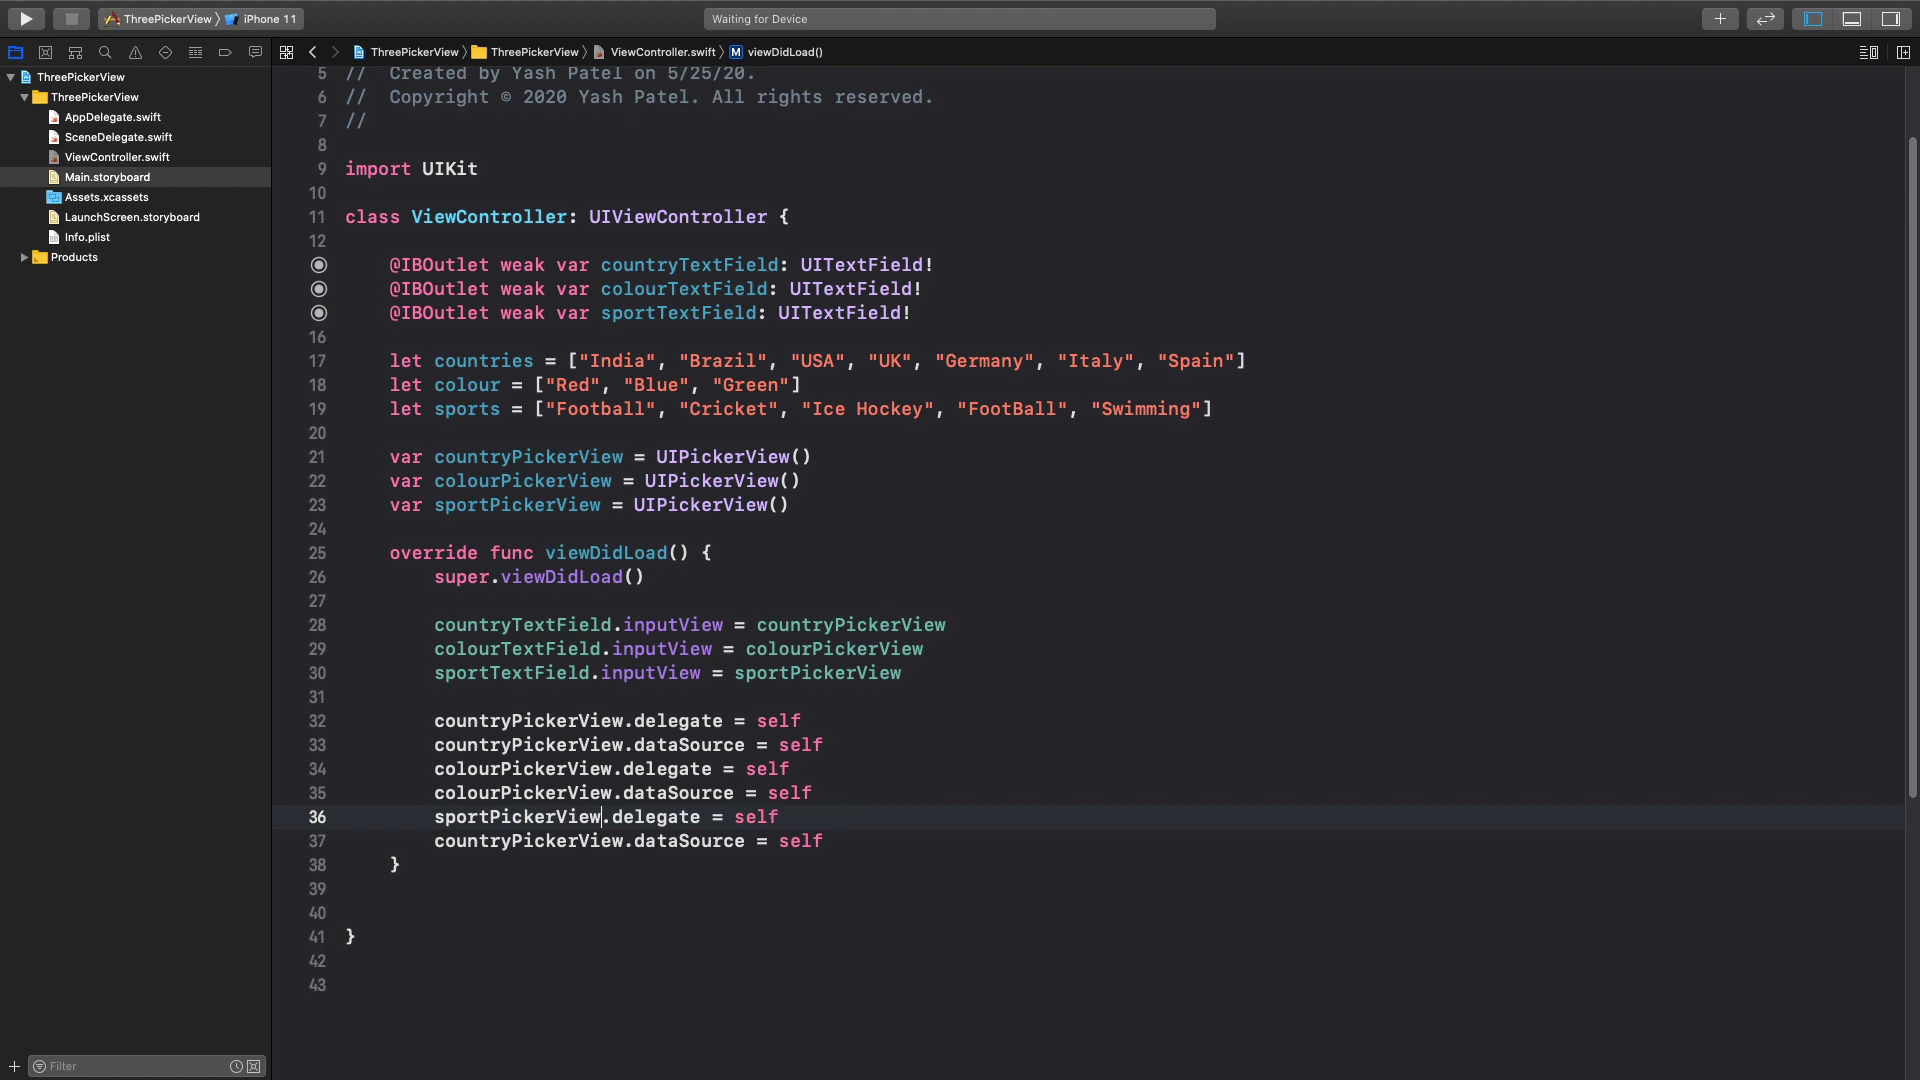 ThreePickerView 〉 iPhone 11
Waiting for Device
ThreePickerView 〉 ThreePickerView 〉 ViewController.swift 〉 M viewDidLoad()
ThreePickerView
ThreePickerView
AppDelegate.swift
SceneDelegate.swift
ViewController.swift
Main.storyboard
Assets.xcassets
LaunchScreen.storyboard
Info.plist
Products
Filter
5 //  Created by Yash Patel on 5/25/20.
6 //  Copyright © 2020 Yash Patel. All rights reserved.
7 //
8
9 import UIKit
10
11 class ViewController: UIViewController {
12
@IBOutlet weak var countryTextField: UITextField!
@IBOutlet weak var colourTextField: UITextField!
@IBOutlet weak var sportTextField: UITextField!
16
17     let countries = ["India", "Brazil", "USA", "UK", "Germany", "Italy", "Spain"]
18     let colour = ["Red", "Blue", "Green"]
19     let sports = ["Football", "Cricket", "Ice Hockey", "FootBall", "Swimming"]
20
21     var countryPickerView = UIPickerView()
22     var colourPickerView = UIPickerView()
23     var sportPickerView = UIPickerView()
24
25     override func viewDidLoad() {
26         super.viewDidLoad()
27
28         countryTextField.inputView = countryPickerView
29         colourTextField.inputView = colourPickerView
30         sportTextField.inputView = sportPickerView
31
32         countryPickerView.delegate = self
33         countryPickerView.dataSource = self
34         colourPickerView.delegate = self
35         colourPickerView.dataSource = self
36         sportPickerView.delegate = self
37         countryPickerView.dataSource = self
38     }
39
40
41 }
42
43